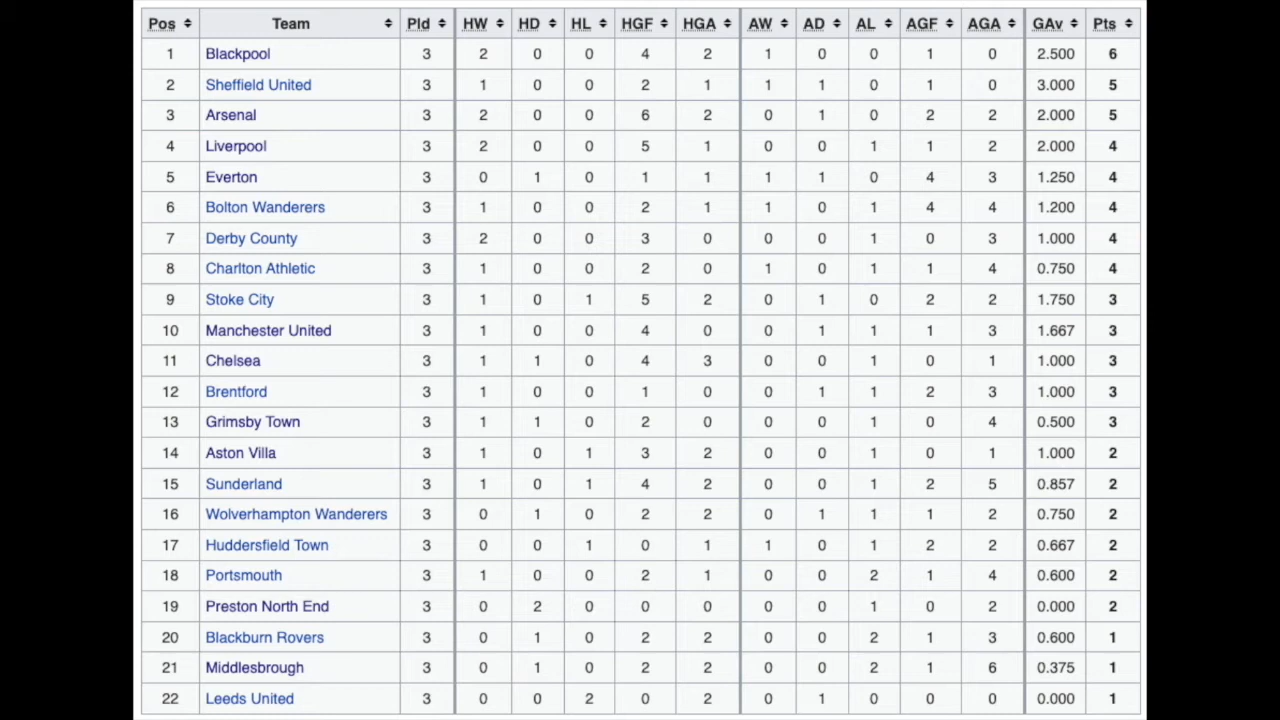 Pos Team Pld HW HD HL HGF HGA AW AD AL AGF AGA GAv Pts
1 Blackpool 3 2 0 0 4 2 1 0 0 1 0 2.500 6
2 Sheffield United 3 1 0 0 2 1 1 1 0 1 0 3.000 5
3 Arsenal 3 2 0 0 6 2 0 1 0 2 2 2.000 5
4 Liverpool 3 2 0 0 5 1 0 0 1 1 2 2.000 4
5 Everton 3 0 1 0 1 1 1 1 0 4 3 1.250 4
6 Bolton Wanderers 3 1 0 0 2 1 1 0 1 4 4 1.200 4
7 Derby County 3 2 0 0 3 0 0 0 1 0 3 1.000 4
8 Charlton Athletic 3 1 0 0 2 0 1 0 1 1 4 0.750 4
9 Stoke City 3 1 0 1 5 2 0 1 0 2 2 1.750 3
10 Manchester United 3 1 0 0 4 0 0 1 1 1 3 1.667 3
11 Chelsea 3 1 1 0 4 3 0 0 1 0 1 1.000 3
12 Brentford 3 1 0 0 1 0 0 1 1 2 3 1.000 3
13 Grimsby Town 3 1 1 0 2 0 0 0 1 0 4 0.500 3
14 Aston Villa 3 1 0 1 3 2 0 0 1 0 1 1.000 2
15 Sunderland 3 1 0 1 4 2 0 0 1 2 5 0.857 2
16 Wolverhampton Wanderers 3 0 1 0 2 2 0 1 1 1 2 0.750 2
17 Huddersfield Town 3 0 0 1 0 1 1 0 1 2 2 0.667 2
18 Portsmouth 3 1 0 0 2 1 0 0 2 1 4 0.600 2
19 Preston North End 3 0 2 0 0 0 0 0 1 0 2 0.000 2
20 Blackburn Rovers 3 0 1 0 2 2 0 0 2 1 3 0.600 1
21 Middlesbrough 3 0 1 0 2 2 0 0 2 1 6 0.375 1
22 Leeds United 3 0 0 2 0 2 0 1 0 0 0 0.000 1